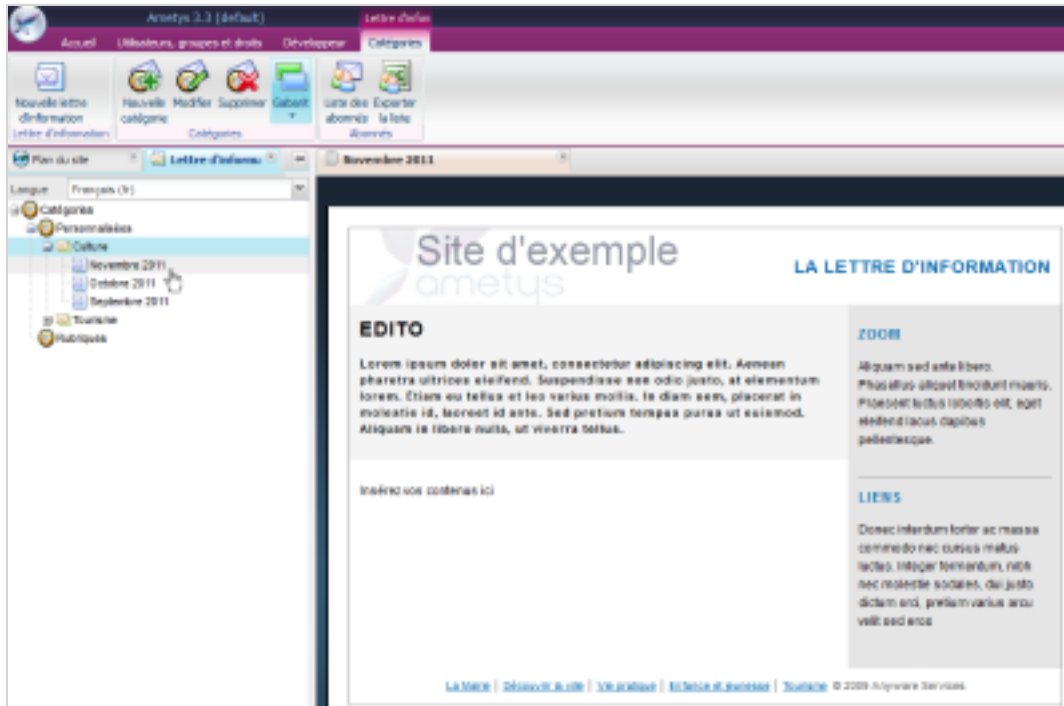 Ametys 3.3 (default)
Lettre d'infor
Accueil Utilisateurs, groupes et droits Développeur Catégories
Nouvelle lettre d'information
Nouvelle catégorie
Modifier
Supprimer
Gabarit
Liste des abonnés
Exporter la liste
Lettre d'information
Catégories
Abonnés
Plan du site
Lettre d'informa
Novembre 2011
Langue Français (fr)
Catégories
Personnalisées
Culture
Novembre 2011
Octobre 2011
Septembre 2011
Tourisme
Rubriques
Site d'exemple
ametys
LA LETTRE D'INFORMATION
EDITO
Lorem ipsum dolor sit amet, consectetur adipiscing elit. Aenean
pharetra ultrices eleifend. Suspendisse non odio justo, at elementum
lorem. Etiam eu tellus et leo varius mollis. In diam sem, placerat in
molestie id, laoreet id ante. Sed pretium tempus purus ut euismod.
Aliquam in libero nulla, ut viverra tellus.
Insérez vos contenus ici
ZOOM
Aliquam sed ante libero.
Phasellus aliquet tincidunt mauris.
Praesent luctus lobortis elit, eget
eleifend lacus dapibus
pellentesque.
LIENS
Donec interdum tortor ac massa
commodo nec cursus metus
luctus. Integer fermentum, nibh
nec molestie sodales, dui justo
dictum orci, pretium varius arcu
velit sed eros
La Mairie | Découvrir la ville | Vie pratique | Enfance et jeunesse | Tourisme © 2009 Anyware Services